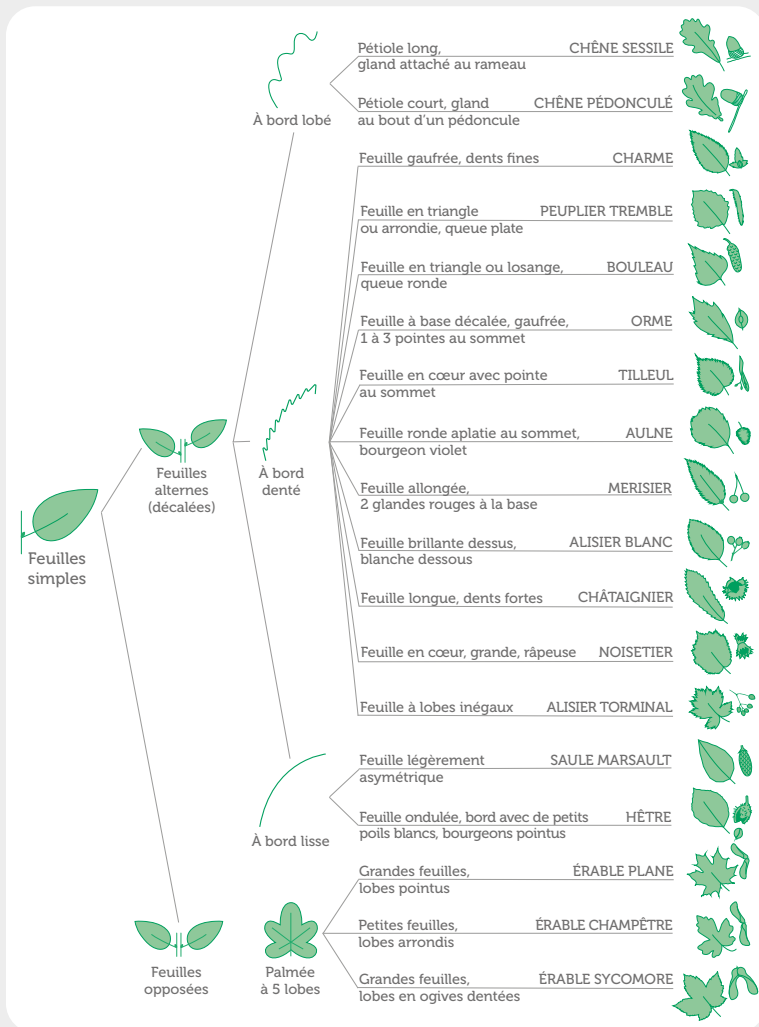 Pétiole long,
gland attaché au rameau
CHÊNE SESSILE
À bord lobé
Pétiole court, gland
au bout d'un pédoncule
CHÊNE PÉDONCULÉ
Feuille gaufrée, dents fines
CHARME
Feuille en triangle
ou arrondie, queue plate
PEUPLIER TREMBLE
Feuille en triangle ou losange,
queue ronde
BOULEAU
Feuille à base décalée, gaufrée,
1 à 3 pointes au sommet
ORME
Feuille en cœur avec pointe
au sommet
TILLEUL
Feuille ronde aplatie au sommet,
bourgeon violet
AULNE
Feuilles
alternes
(décalées)
À bord
denté
Feuille allongée,
2 glandes rouges à la base
MERISIER
Feuille brillante dessus,
blanche dessous
ALISIER BLANC
Feuilles
simples
Feuille longue, dents fortes
CHÂTAIGNIER
Feuille en cœur, grande, râpeuse
NOISETIER
Feuille à lobes inégaux
ALISIER TORMINAL
Feuille légèrement
asymétrique
SAULE MARSAULT
À bord lisse
Feuille ondulée, bord avec de petits
poils blancs, bourgeons pointus
HÊTRE
Grandes feuilles,
lobes pointus
ÉRABLE PLANE
Petites feuilles,
lobes arrondis
ÉRABLE CHAMPÊTRE
Feuilles
opposées
Palmée
à 5 lobes
Grandes feuilles,
lobes en ogives dentées
ÉRABLE SYCOMORE